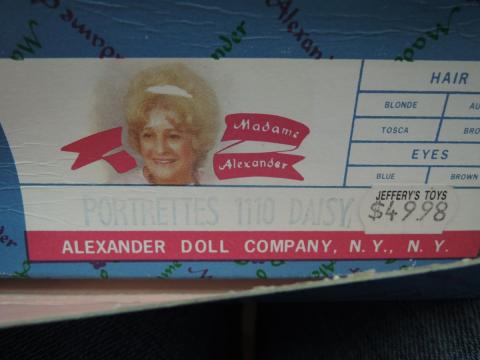 Madame
Alexander
HAIR
BLONDE
TOSCA
EYES
BLUE
BROWN
PORTRETTES 1110 DAISY
JEFFERY'S TOYS
$49.98
ALEXANDER DOLL COMPANY, N.Y., N.Y.